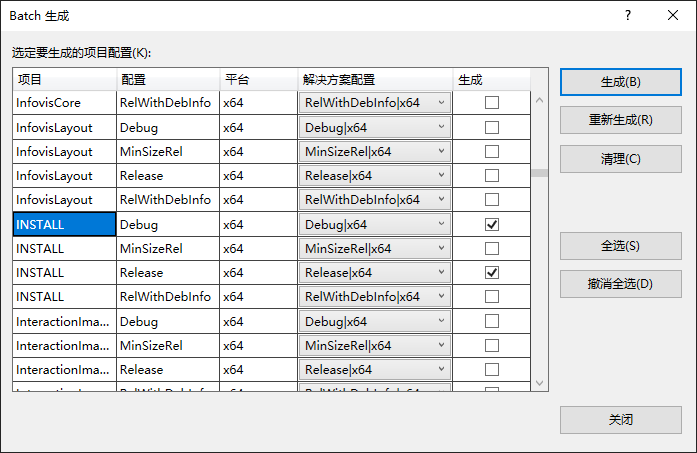 Batch 生成
选定要生成的项目配置(K):
项目 配置 平台 解决方案配置 生成
InfovisCore RelWithDebInfo x64 RelWithDebInfo|x64
InfovisLayout Debug x64 Debug|x64
InfovisLayout MinSizeRel x64 MinSizeRel|x64
InfovisLayout Release x64 Release|x64
InfovisLayout RelWithDebInfo x64 RelWithDebInfo|x64
INSTALL Debug x64 Debug|x64
INSTALL MinSizeRel x64 MinSizeRel|x64
INSTALL Release x64 Release|x64
INSTALL RelWithDebInfo x64 RelWithDebInfo|x64
InteractionIma... Debug x64 Debug|x64
InteractionIma... MinSizeRel x64 MinSizeRel|x64
InteractionIma... Release x64 Release|x64
InteractionIma... RelWithDebInfo x64 RelWithDebInfo|x64
生成(B)
重新生成(R)
清理(C)
全选(S)
撤消全选(D)
关闭